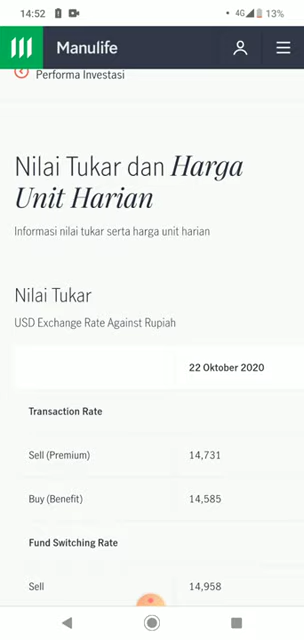 14:52
4G
13%
Manulife
Performa Investasi
Nilai Tukar dan Harga
Unit Harian
Informasi nilai tukar serta harga unit harian
Nilai Tukar
USD Exchange Rate Against Rupiah
22 Oktober 2020
Transaction Rate
Sell (Premium) 14,731
Buy (Benefit) 14,585
Fund Switching Rate
Sell 14,958